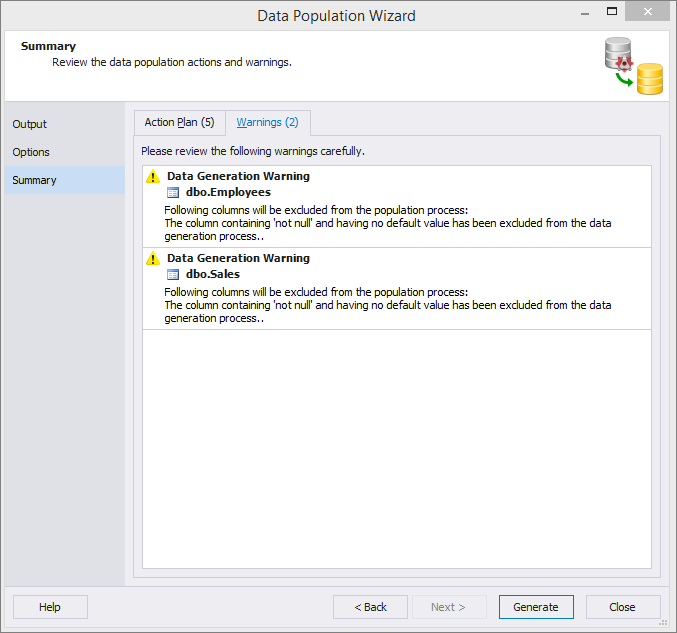 Data Population Wizard
Summary
Review the data population actions and warnings.
Output
Options
Summary
Action Plan (5)
Warnings (2)
Please review the following warnings carefully.
Data Generation Warning
dbo.Employees
Following columns will be excluded from the population process:
The column containing 'not null' and having no default value has been excluded from the data
generation process..
Data Generation Warning
dbo.Sales
Following columns will be excluded from the population process:
The column containing 'not null' and having no default value has been excluded from the data
generation process..
Help
< Back
Next >
Generate
Close